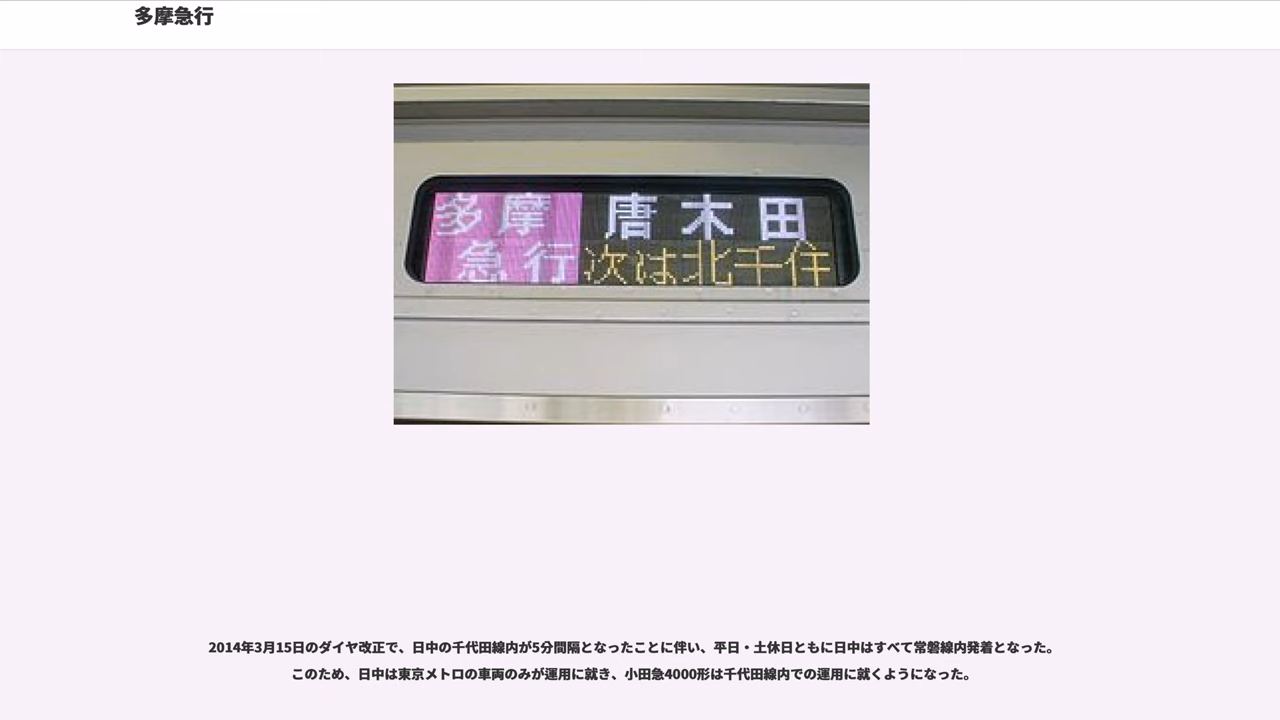 多摩急行
多摩 唐木田
急行 次は北千住
2014年3月15日のダイヤ改正で、日中の千代田線内が5分間隔となったことに伴い、平日・土休日ともに日中はすべて常磐線内発着となった。
このため、日中は東京メトロの車両のみが運用に就き、小田急4000形は千代田線内での運用に就くようになった。